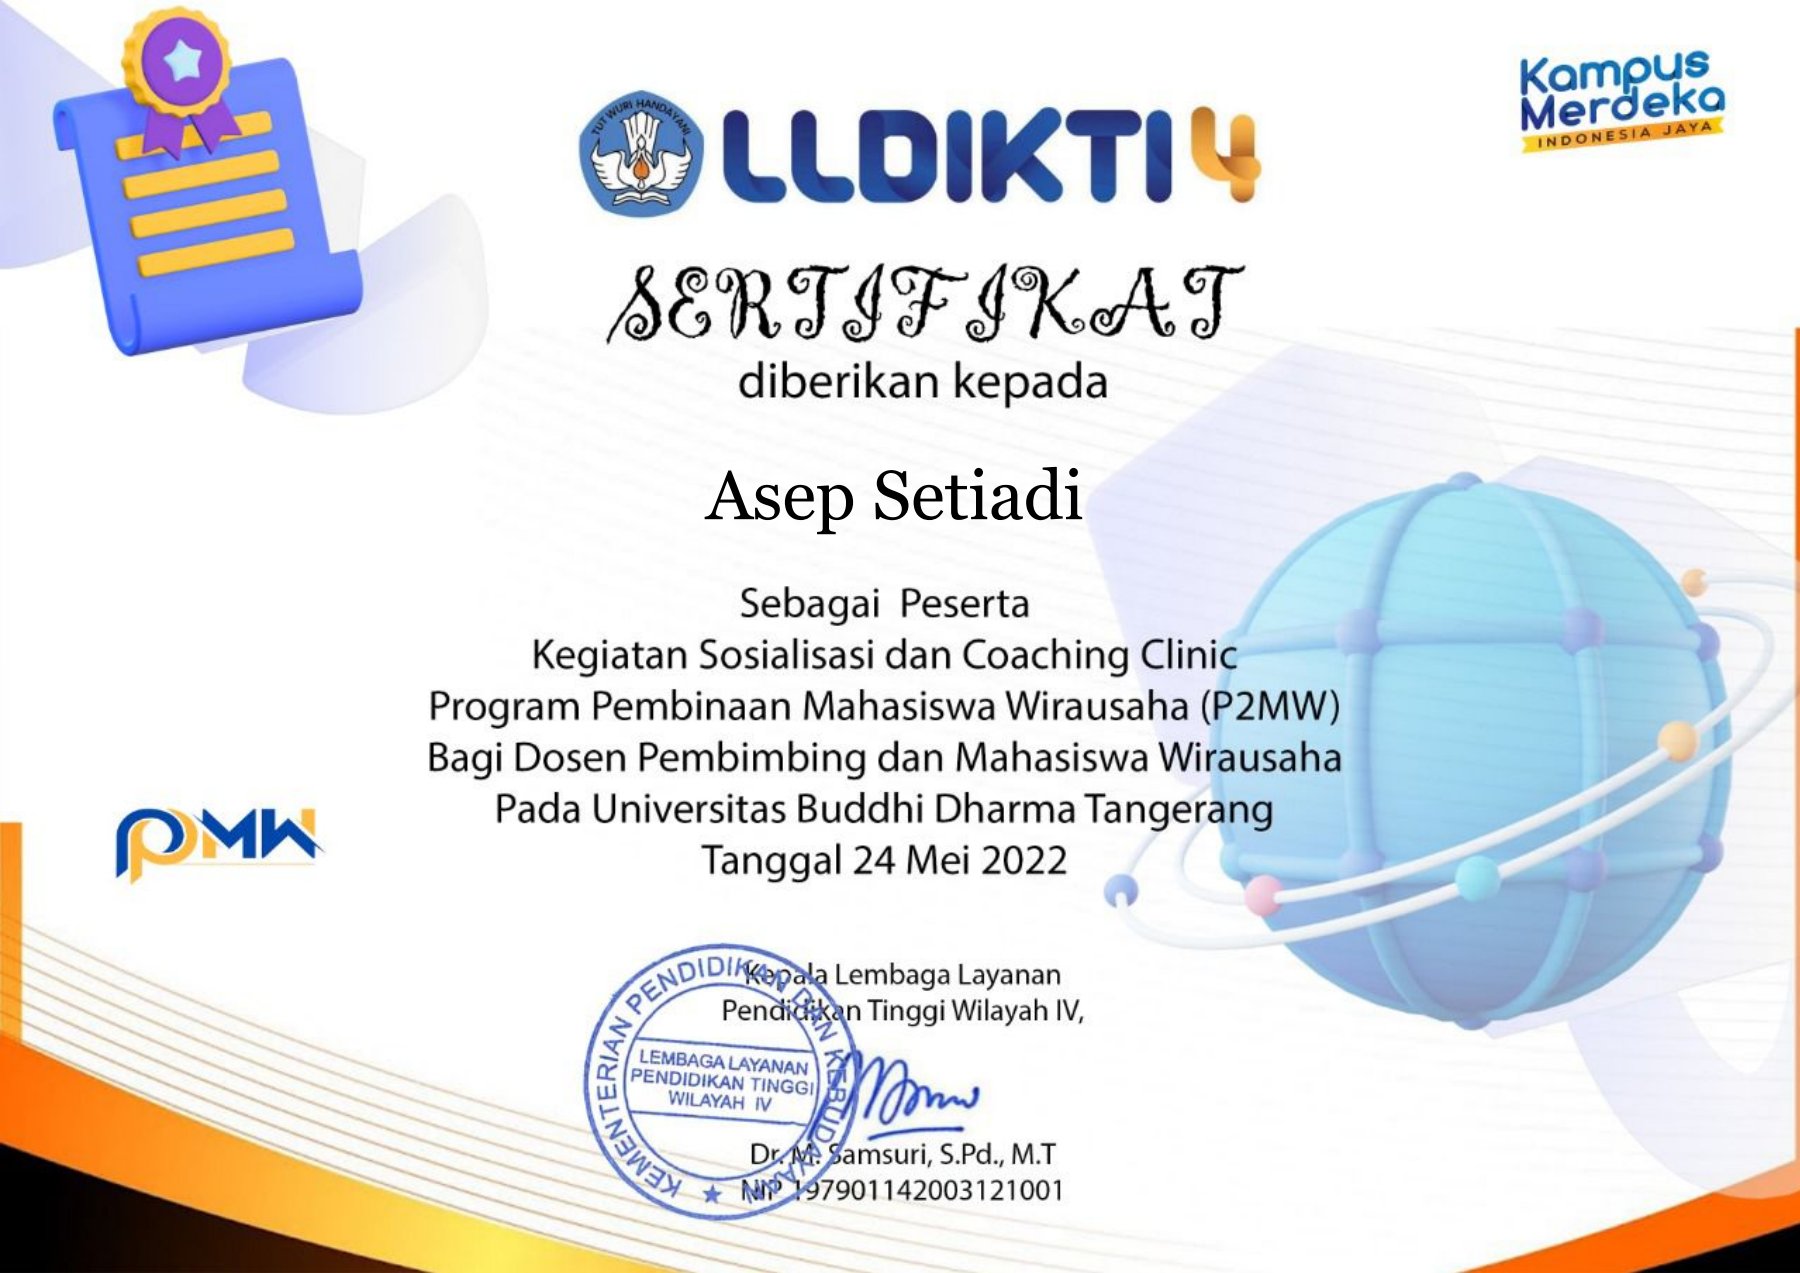 TUT WURI HANDAYANI
LLDIKTI 4
Kampus
Merdeka
INDONESIA JAYA
SERTIFIKAT
diberikan kepada
Asep Setiadi
Sebagai Peserta
Kegiatan Sosialisasi dan Coaching Clinic
Program Pembinaan Mahasiswa Wirausaha (P2MW)
Bagi Dosen Pembimbing dan Mahasiswa Wirausaha
Pada Universitas Buddhi Dharma Tangerang
Tanggal 24 Mei 2022
PPMW
Kepala Lembaga Layanan
Pendidikan Tinggi Wilayah IV,
KEMENTERIAN PENDIDIKAN DAN KEBUDAYAAN
LEMBAGA LAYANAN
PENDIDIKAN TINGGI
WILAYAH IV
Dr. M. Samsuri, S.Pd., M.T
NIP 197901142003121001